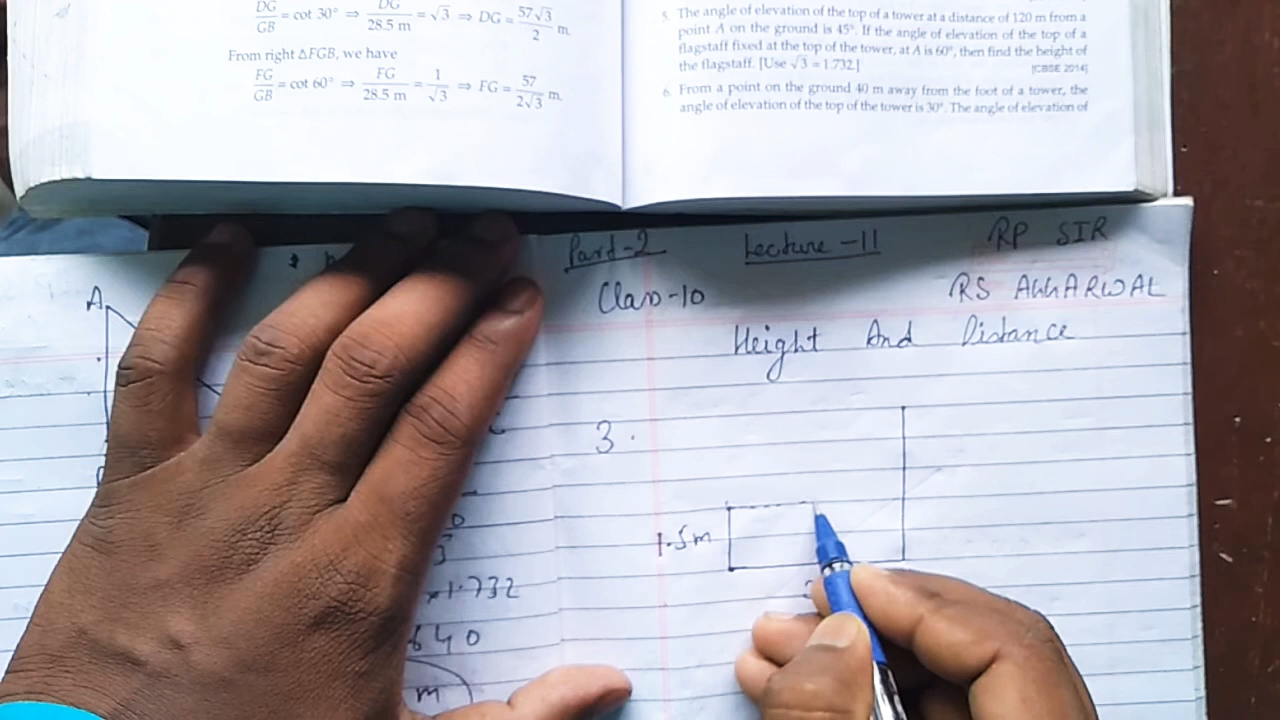 DG/GB = cot 30° ⇒ DG/28.5 m = √3 ⇒ DG = 57√3/2 m.
From right △FGB, we have
FG/GB = cot 60° ⇒ FG/28.5 m = 1/√3 ⇒ FG = 57/2√3 m.
5. The angle of elevation of the top of a tower at a distance of 120 m from a
point A on the ground is 45°. If the angle of elevation of the top of a
flagstaff fixed at the top of the tower, at A is 60°, then find the height of
the flagstaff. [Use √3 = 1.732.] [CBSE 2014]
6. From a point on the ground 40 m away from the foot of a tower, the
angle of elevation of the top of the tower is 30°. The angle of elevation of
Part-2 Lecture -11 RP SIR
Class-10 RS AGGARWAL
Height And Distance
A
3.
1.5m
×1.732
640
m